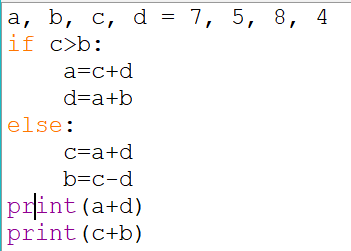 a, b, c, d = 7, 5, 8, 4
if c>b:
    a=c+d
    d=a+b
else:
    c=a+d
    b=c-d
print(a+d)
print(c+b)